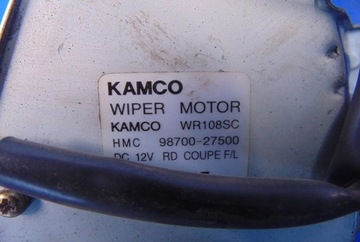 KAMCO
WIPER MOTOR
KAMCO WR108SC
HMC 98700-27500
DC 12V RD COUPE F/L